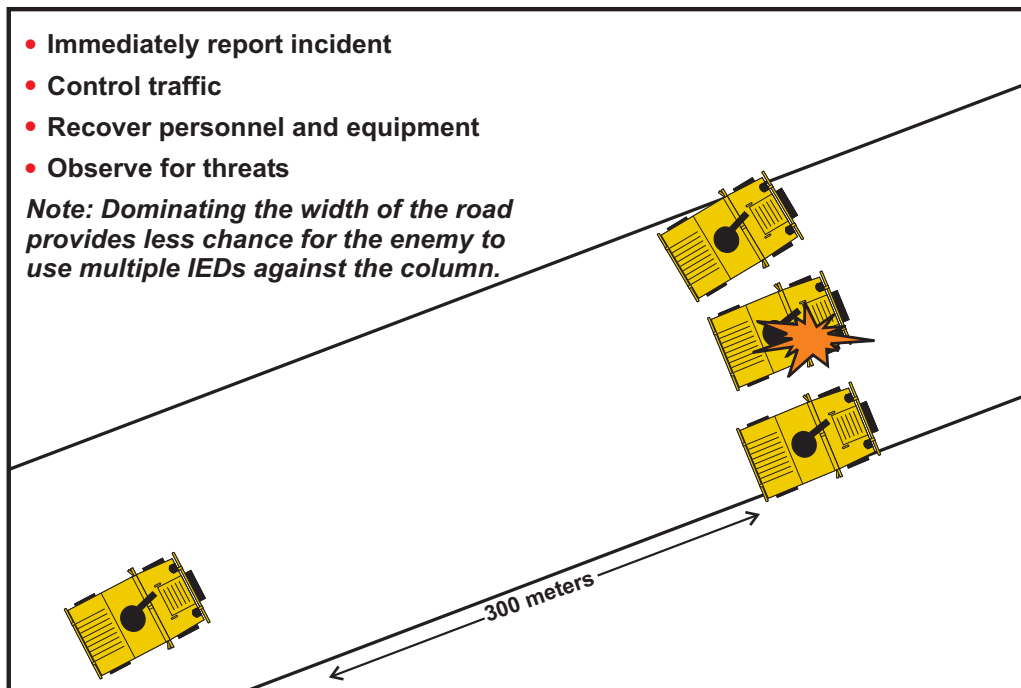 • Immediately report incident
• Control traffic
• Recover personnel and equipment
• Observe for threats
Note: Dominating the width of the road
provides less chance for the enemy to
use multiple IEDs against the column.
300 meters